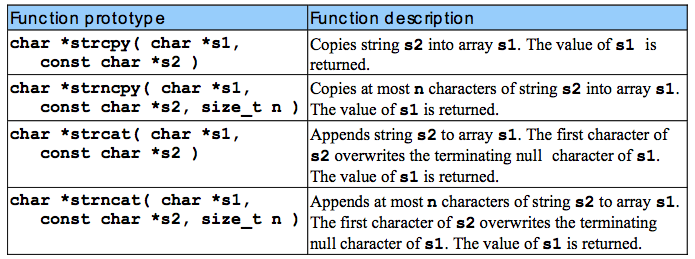 Function prototype Function description
char *strcpy( char *s1, Copies string s2 into array s1. The value of s1 is
const char *s2 ) returned.
char *strncpy( char *s1, Copies at most n characters of string s2 into array s1.
const char *s2, size_t n ) The value of s1 is returned.
char *strcat( char *s1, Appends string s2 to array s1. The first character of
const char *s2 ) s2 overwrites the terminating null character of s1.
The value of s1 is returned.
char *strncat( char *s1, Appends at most n characters of string s2 to array s1.
const char *s2, size_t n ) The first character of s2 overwrites the terminating
null character of s1. The value of s1 is returned.